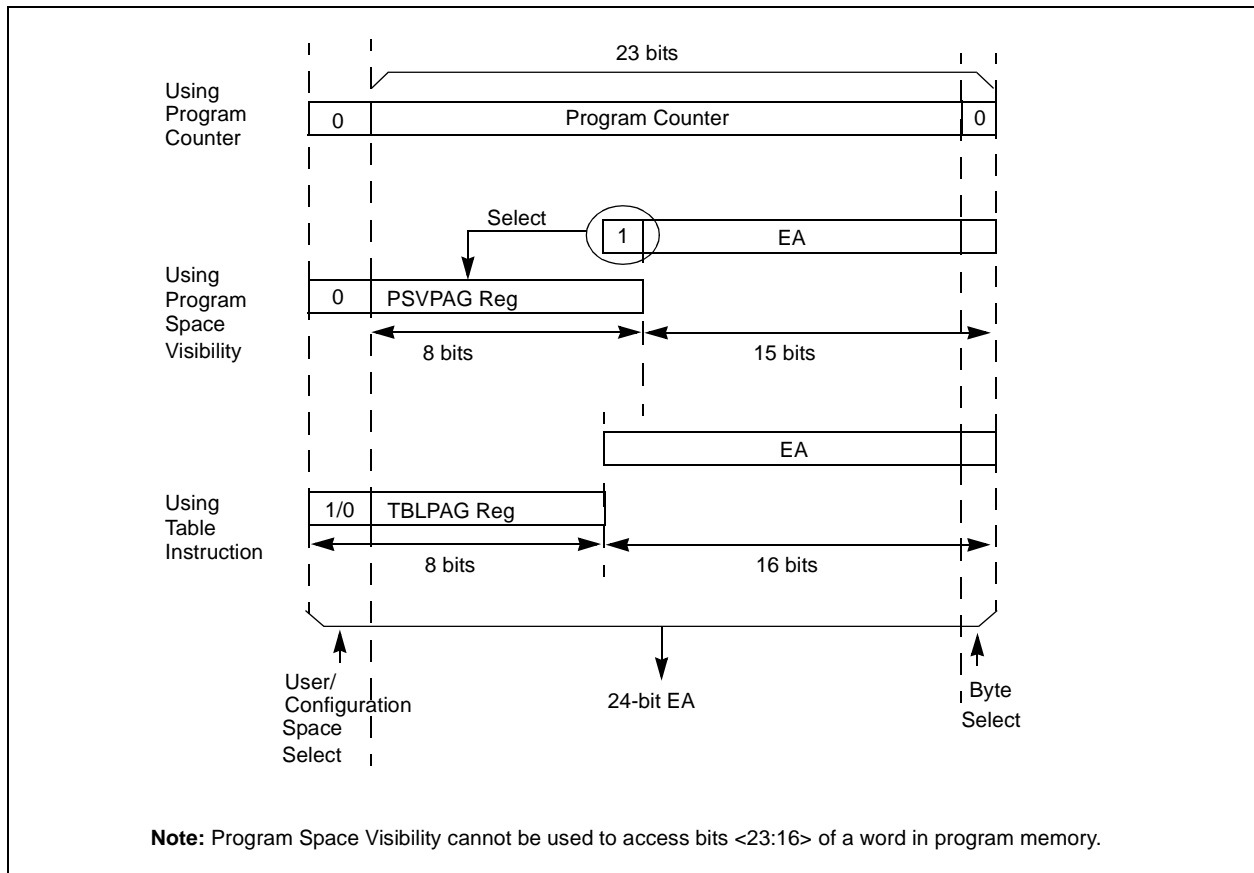 23 bits
Using
Program
Counter
0
Program Counter
0
Select
1
EA
Using
Program
Space
Visibility
0
PSVPAG Reg
8 bits
15 bits
EA
Using
Table
Instruction
1/0
TBLPAG Reg
8 bits
16 bits
User/
Configuration
Space
Select
24-bit EA
Byte
Select
Note: Program Space Visibility cannot be used to access bits <23:16> of a word in program memory.